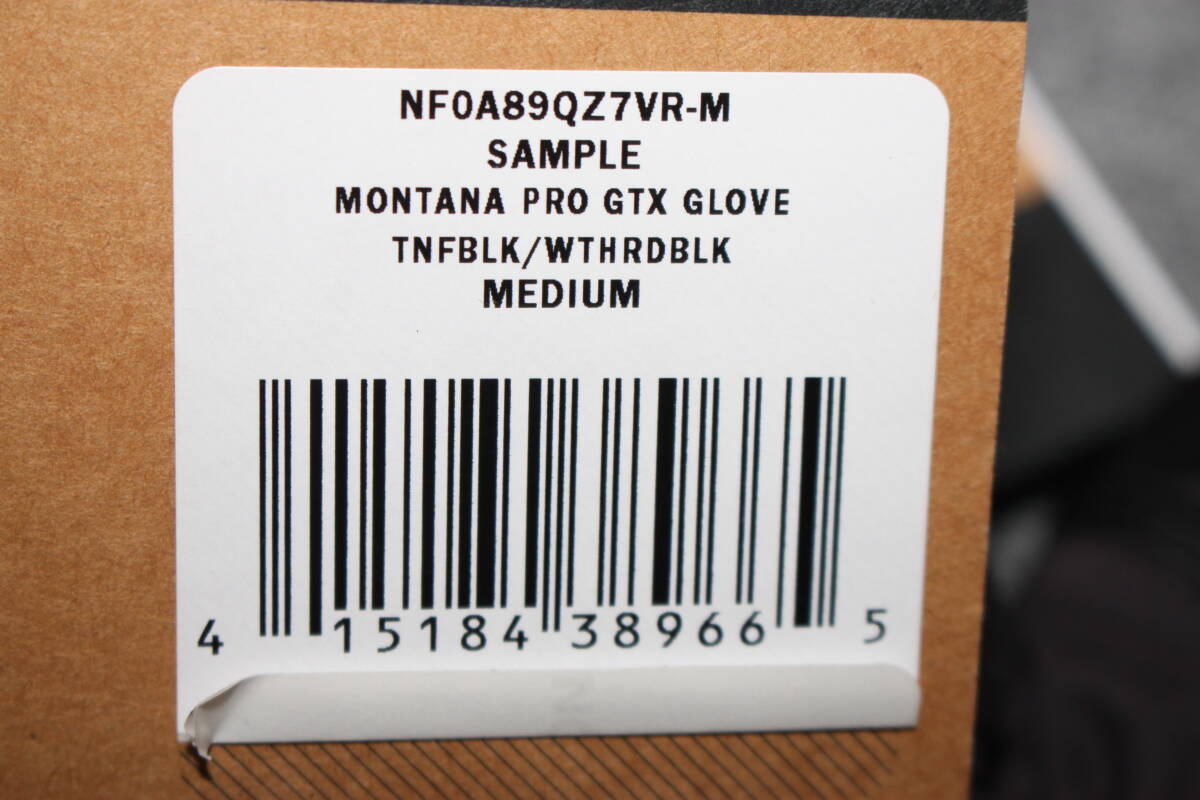 NF0A89QZ7VR-M
SAMPLE
MONTANA PRO GTX GLOVE
TNFBLK/WTHRDBLK
MEDIUM
4 15184 38966 5